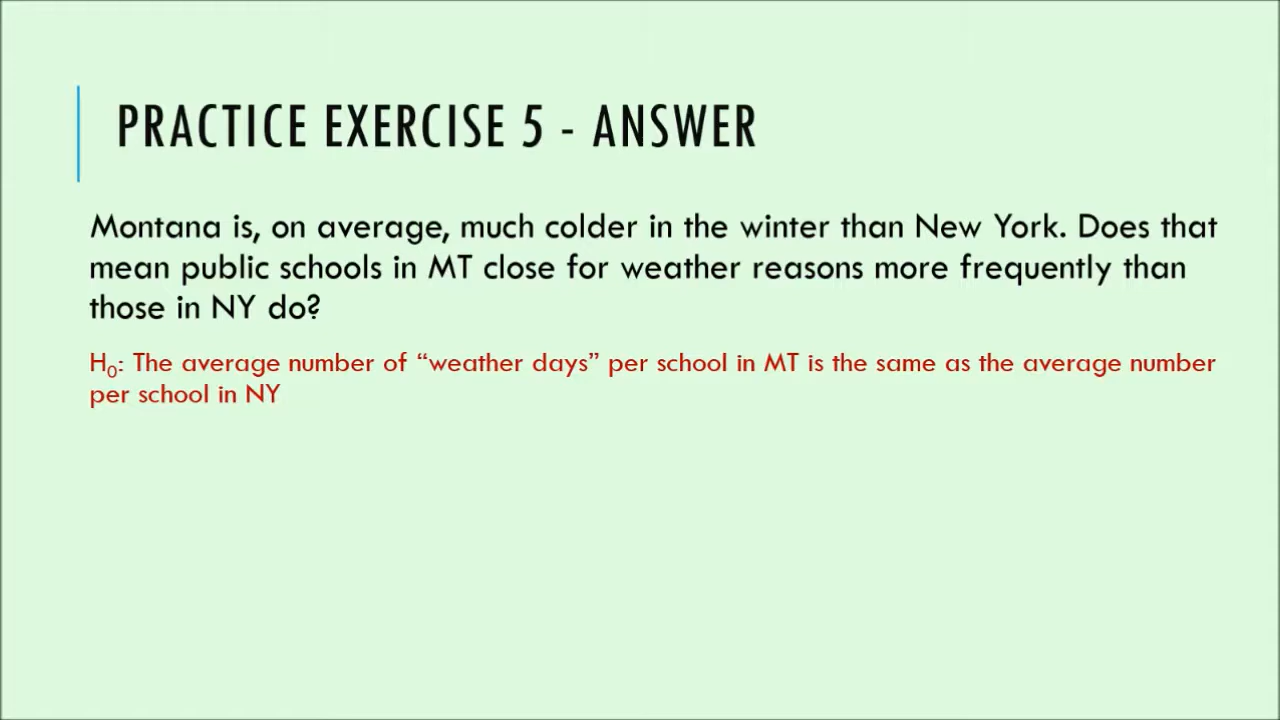 PRACTICE EXERCISE 5 - ANSWER
Montana is, on average, much colder in the winter than New York. Does that
mean public schools in MT close for weather reasons more frequently than
those in NY do?
H₀: The average number of “weather days” per school in MT is the same as the average number
per school in NY